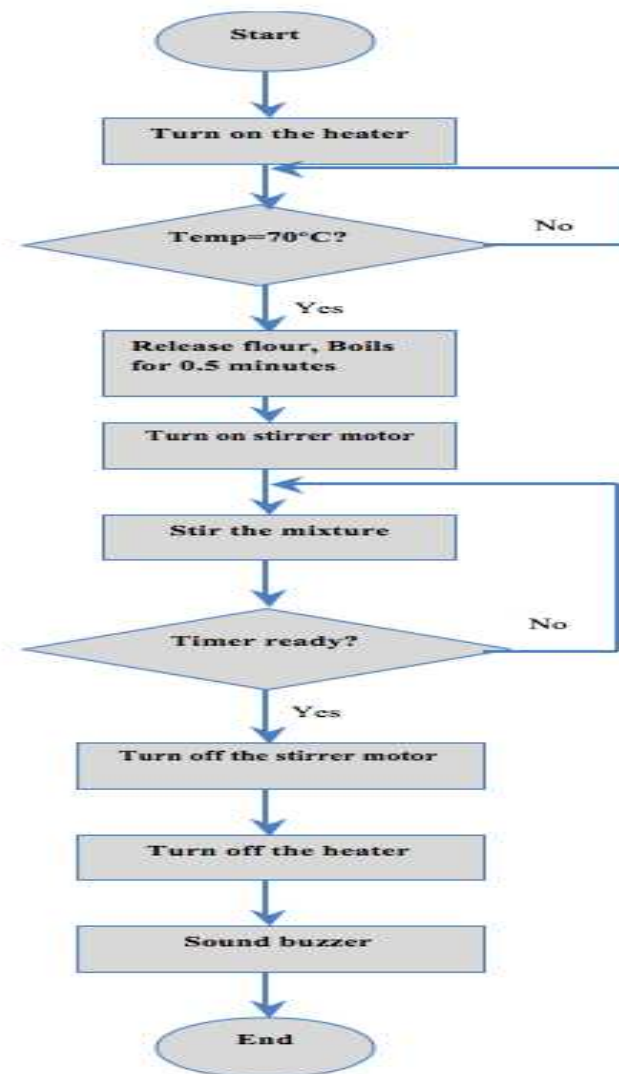 Start
Turn on the heater
Temp=70°C?
No
Yes
Release flour, Boils
for 0.5 minutes
Turn on stirrer motor
Stir the mixture
Timer ready?
No
Yes
Turn off the stirrer motor
Turn off the heater
Sound buzzer
End